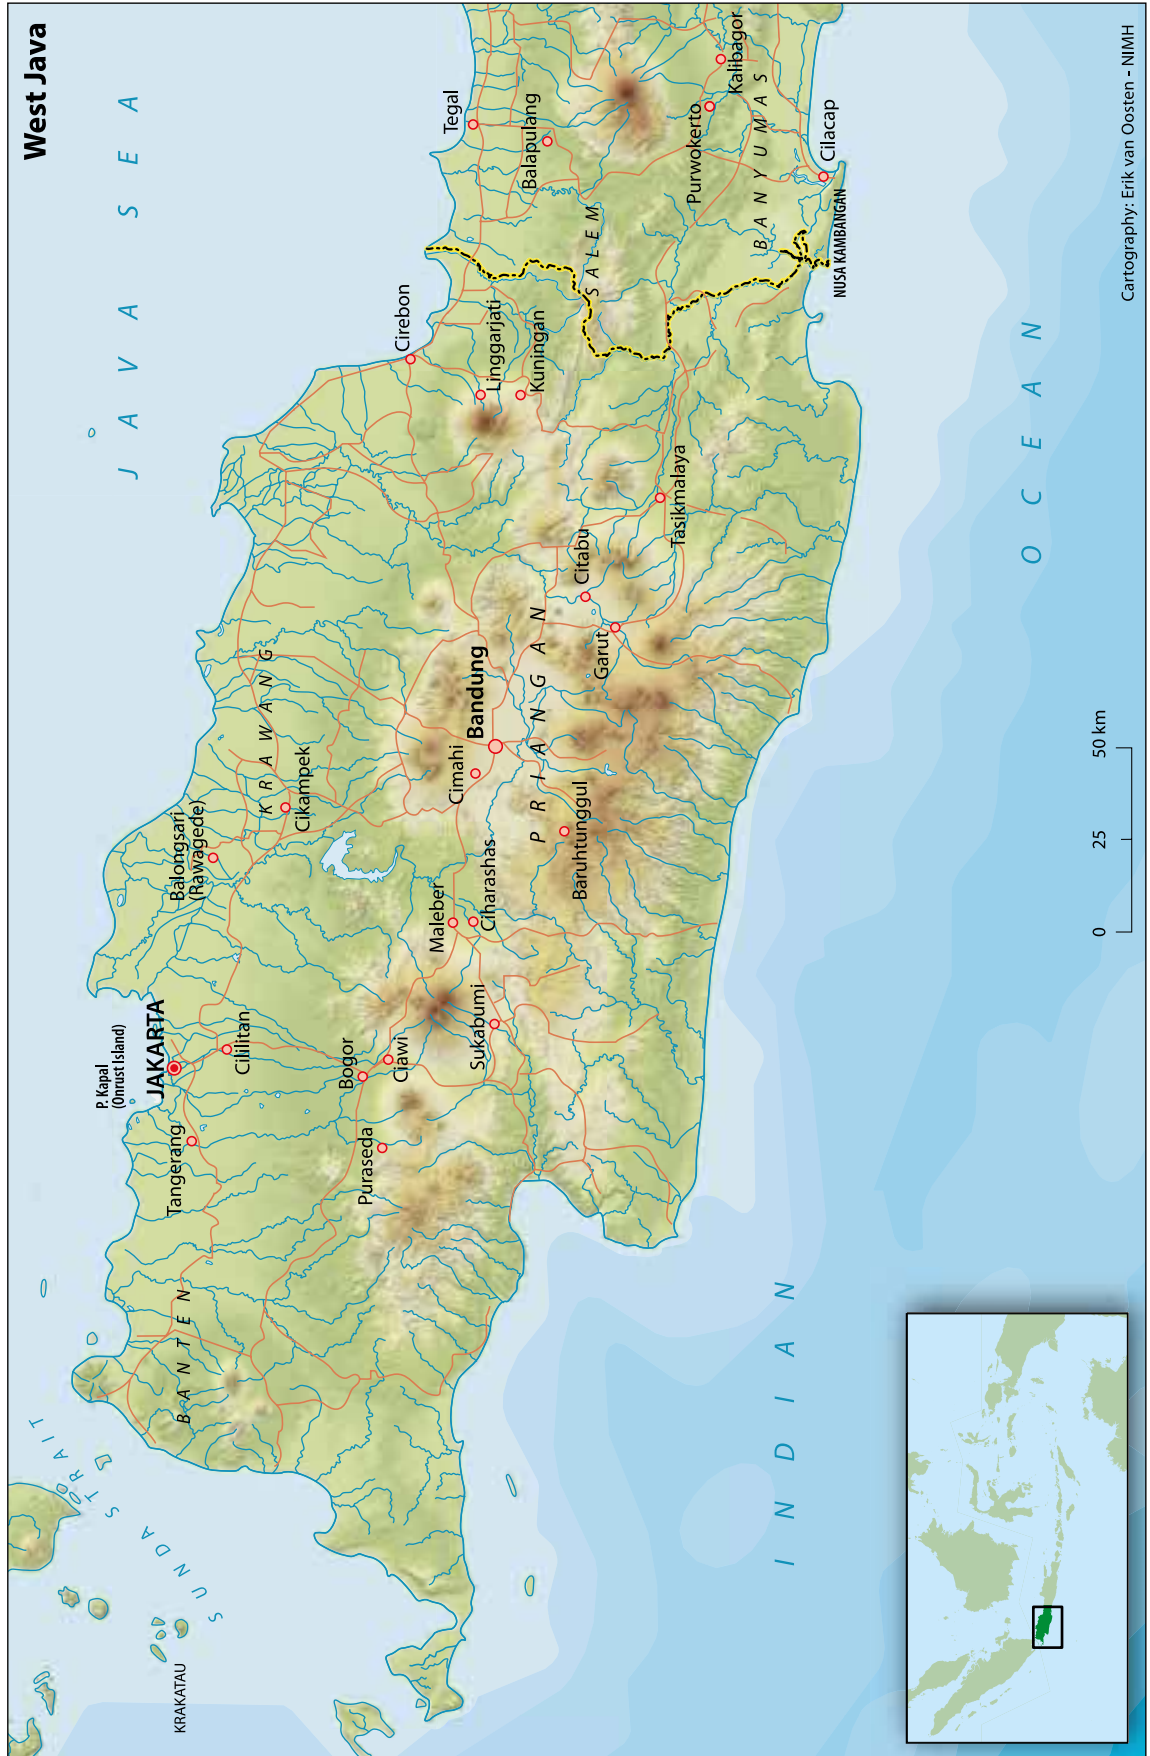 West Java
JAVA SEA
SUNDA STRAIT
KRAKATAU
BANTEN
Tangerang
P. Kapal
(Onrust Island)
JAKARTA
Cililitan
Balongsari
(Rawagede)
KRAWANG
Cikampek
Puraseda
Bogor
Ciawi
Sukabumi
Maleber
Ciharashas
Cimahi
Bandung
PRIANGAN
Baruhtunggul
Garut
Citabu
Tasikmalaya
Cirebon
Linggarjati
Kuningan
SALEM
Tegal
Balapulang
Purwokerto
Kalibagor
BANYUMAS
Cilacap
NUSA KAMBANGAN
INDIAN OCEAN
0 25 50 km
Cartography: Erik van Oosten - NIMH